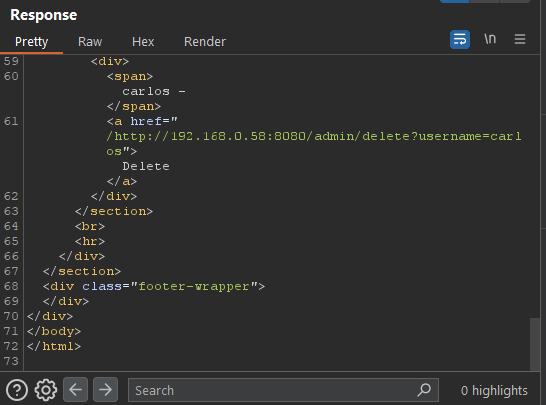 Response
Pretty Raw Hex Render \n
59 <div>
60 <span>
carlos -
</span>
61 <a href="
/http://192.168.0.58:8080/admin/delete?username=carl
os">
Delete
</a>
62 </div>
63 </section>
64 <br>
65 <hr>
66 </div>
67 </section>
68 <div class="footer-wrapper">
69 </div>
70 </div>
71 </body>
72 </html>
73
Search 0 highlights